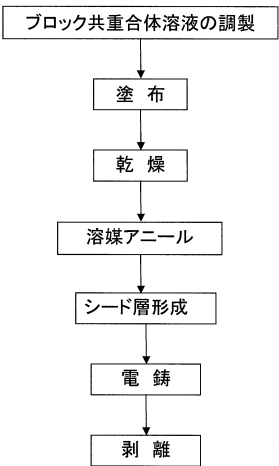 ブロック共重合体溶液の調製
塗 布
乾 燥
溶媒アニール
シード層形成
電 鋳
剥 離